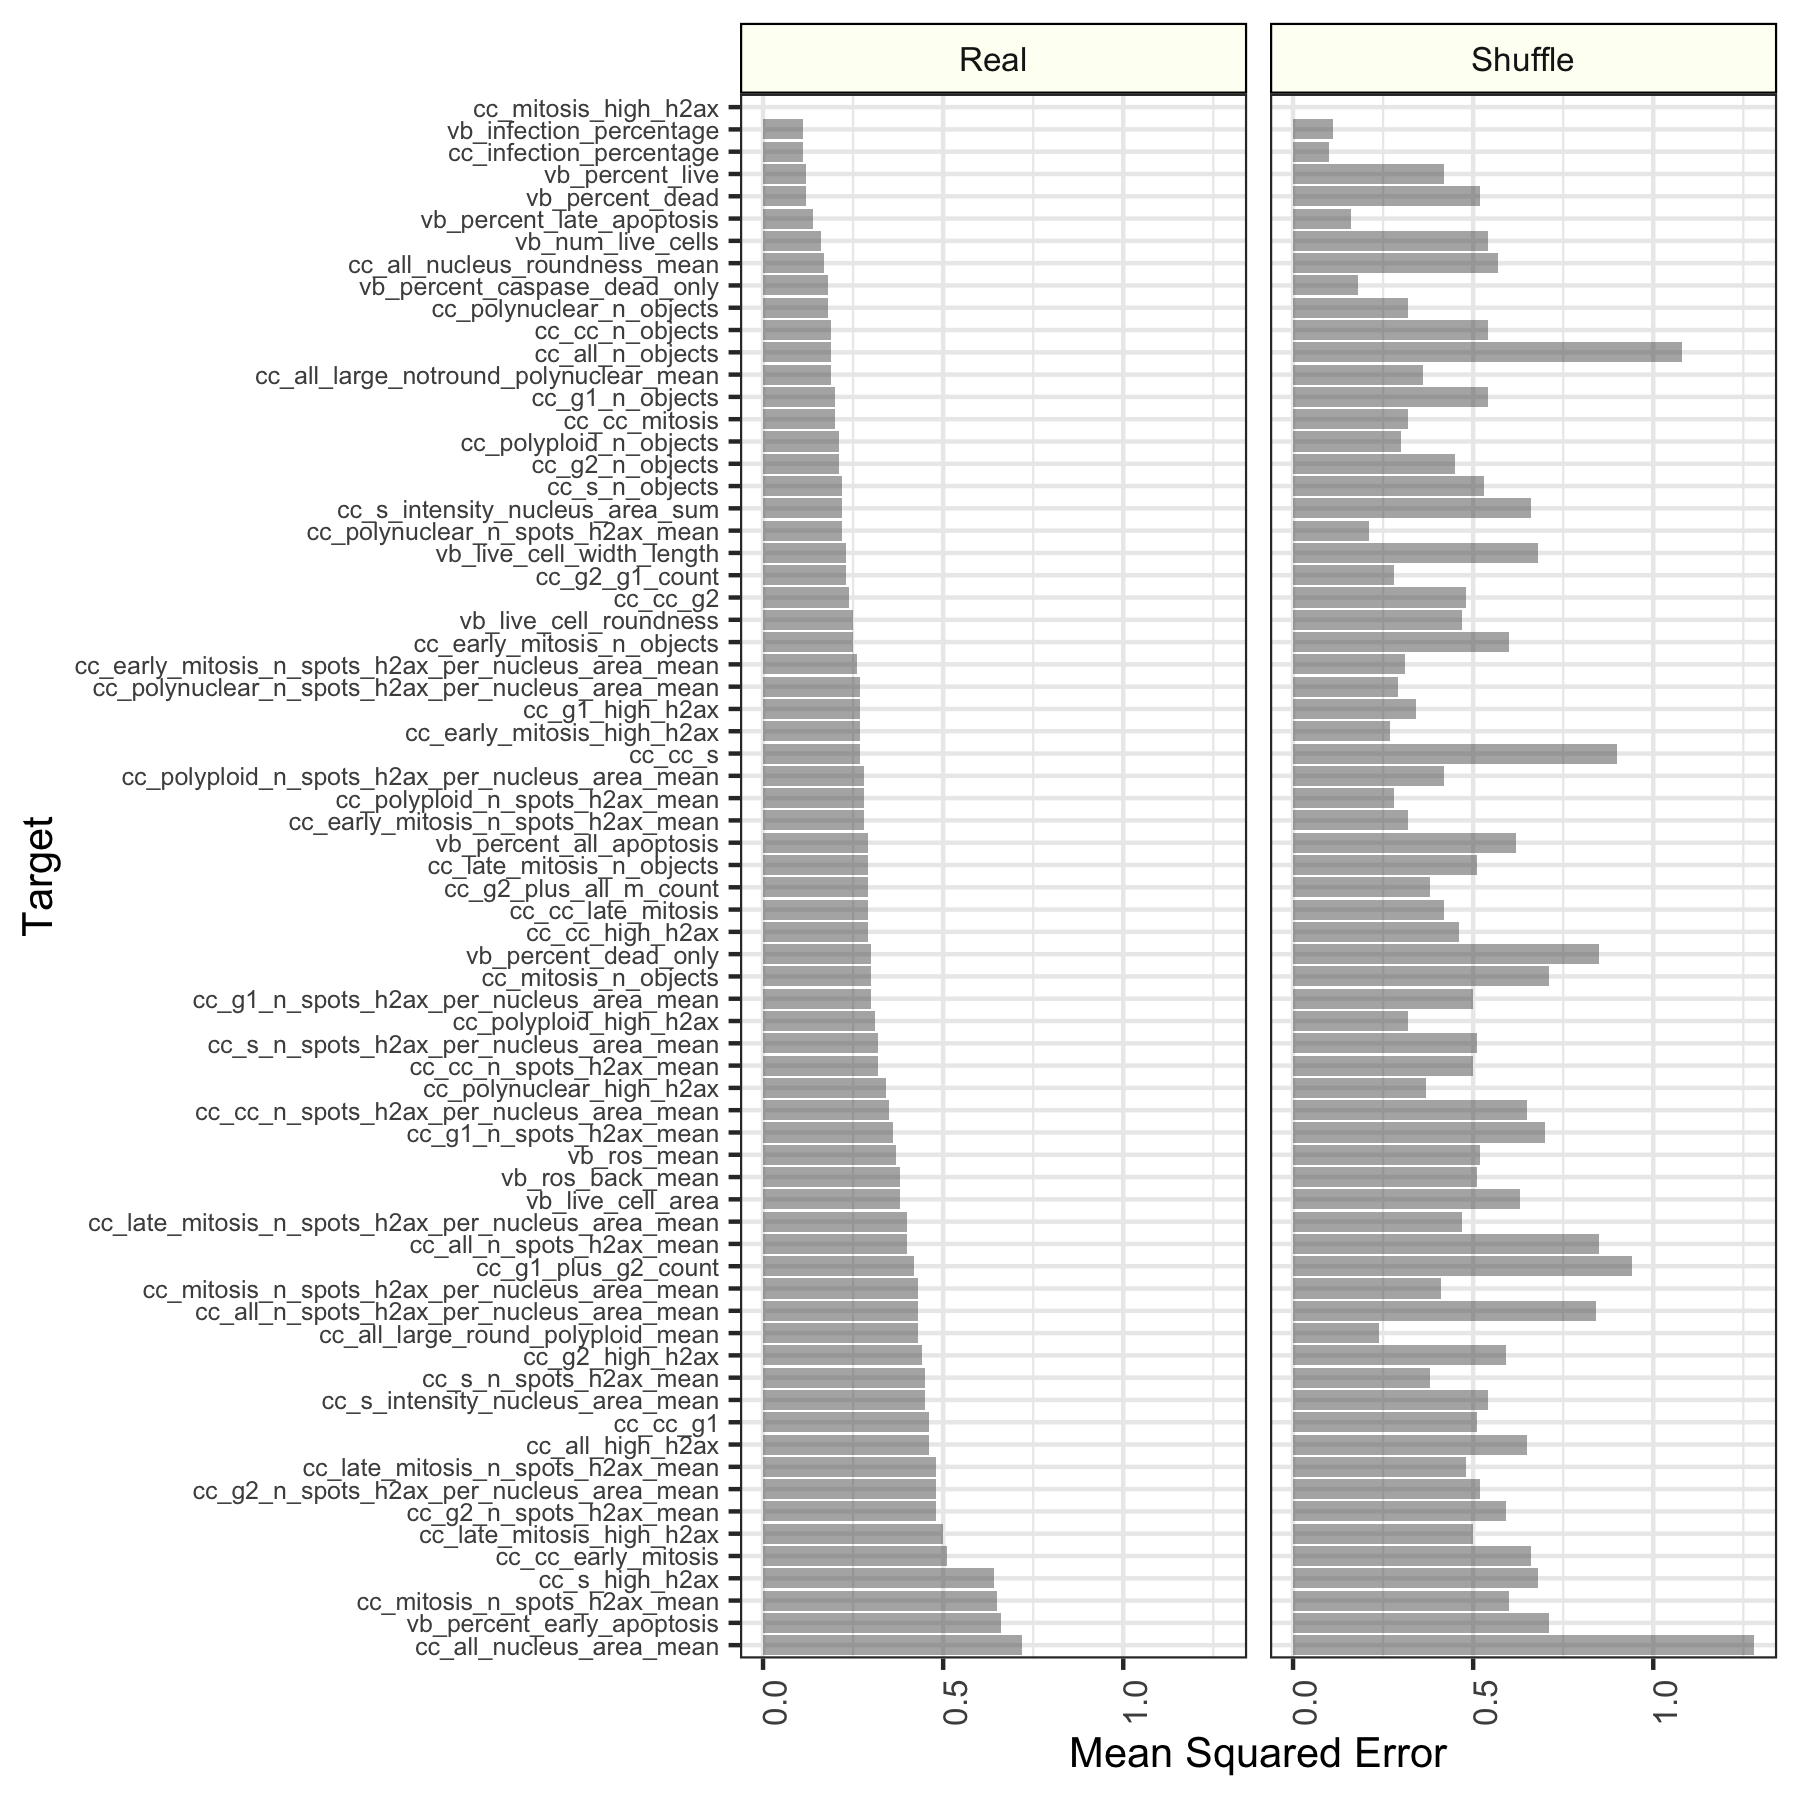 Real
Shuffle
cc_mitosis_high_h2ax
vb_infection_percentage
cc_infection_percentage
vb_percent_live
vb_percent_dead
vb_percent_late_apoptosis
vb_num_live_cells
cc_all_nucleus_roundness_mean
vb_percent_caspase_dead_only
cc_polynuclear_n_objects
cc_cc_n_objects
cc_all_n_objects
cc_all_large_notround_polynuclear_mean
cc_g1_n_objects
cc_cc_mitosis
cc_polyploid_n_objects
cc_g2_n_objects
cc_s_n_objects
cc_s_intensity_nucleus_area_sum
cc_polynuclear_n_spots_h2ax_mean
vb_live_cell_width_length
cc_g2_g1_count
cc_cc_g2
vb_live_cell_roundness
cc_early_mitosis_n_objects
cc_early_mitosis_n_spots_h2ax_per_nucleus_area_mean
cc_polynuclear_n_spots_h2ax_per_nucleus_area_mean
cc_g1_high_h2ax
cc_early_mitosis_high_h2ax
cc_cc_s
cc_polyploid_n_spots_h2ax_per_nucleus_area_mean
cc_polyploid_n_spots_h2ax_mean
cc_early_mitosis_n_spots_h2ax_mean
vb_percent_all_apoptosis
cc_late_mitosis_n_objects
cc_g2_plus_all_m_count
cc_cc_late_mitosis
cc_cc_high_h2ax
vb_percent_dead_only
cc_mitosis_n_objects
cc_g1_n_spots_h2ax_per_nucleus_area_mean
cc_polyploid_high_h2ax
cc_s_n_spots_h2ax_per_nucleus_area_mean
cc_cc_n_spots_h2ax_mean
cc_polynuclear_high_h2ax
cc_cc_n_spots_h2ax_per_nucleus_area_mean
cc_g1_n_spots_h2ax_mean
vb_ros_mean
vb_ros_back_mean
vb_live_cell_area
cc_late_mitosis_n_spots_h2ax_per_nucleus_area_mean
cc_all_n_spots_h2ax_mean
cc_g1_plus_g2_count
cc_mitosis_n_spots_h2ax_per_nucleus_area_mean
cc_all_n_spots_h2ax_per_nucleus_area_mean
cc_all_large_round_polyploid_mean
cc_g2_high_h2ax
cc_s_n_spots_h2ax_mean
cc_s_intensity_nucleus_area_mean
cc_cc_g1
cc_all_high_h2ax
cc_late_mitosis_n_spots_h2ax_mean
cc_g2_n_spots_h2ax_per_nucleus_area_mean
cc_g2_n_spots_h2ax_mean
cc_late_mitosis_high_h2ax
cc_cc_early_mitosis
cc_s_high_h2ax
cc_mitosis_n_spots_h2ax_mean
vb_percent_early_apoptosis
cc_all_nucleus_area_mean
Target
0.0
0.5
1.0
0.0
0.5
1.0
Mean Squared Error